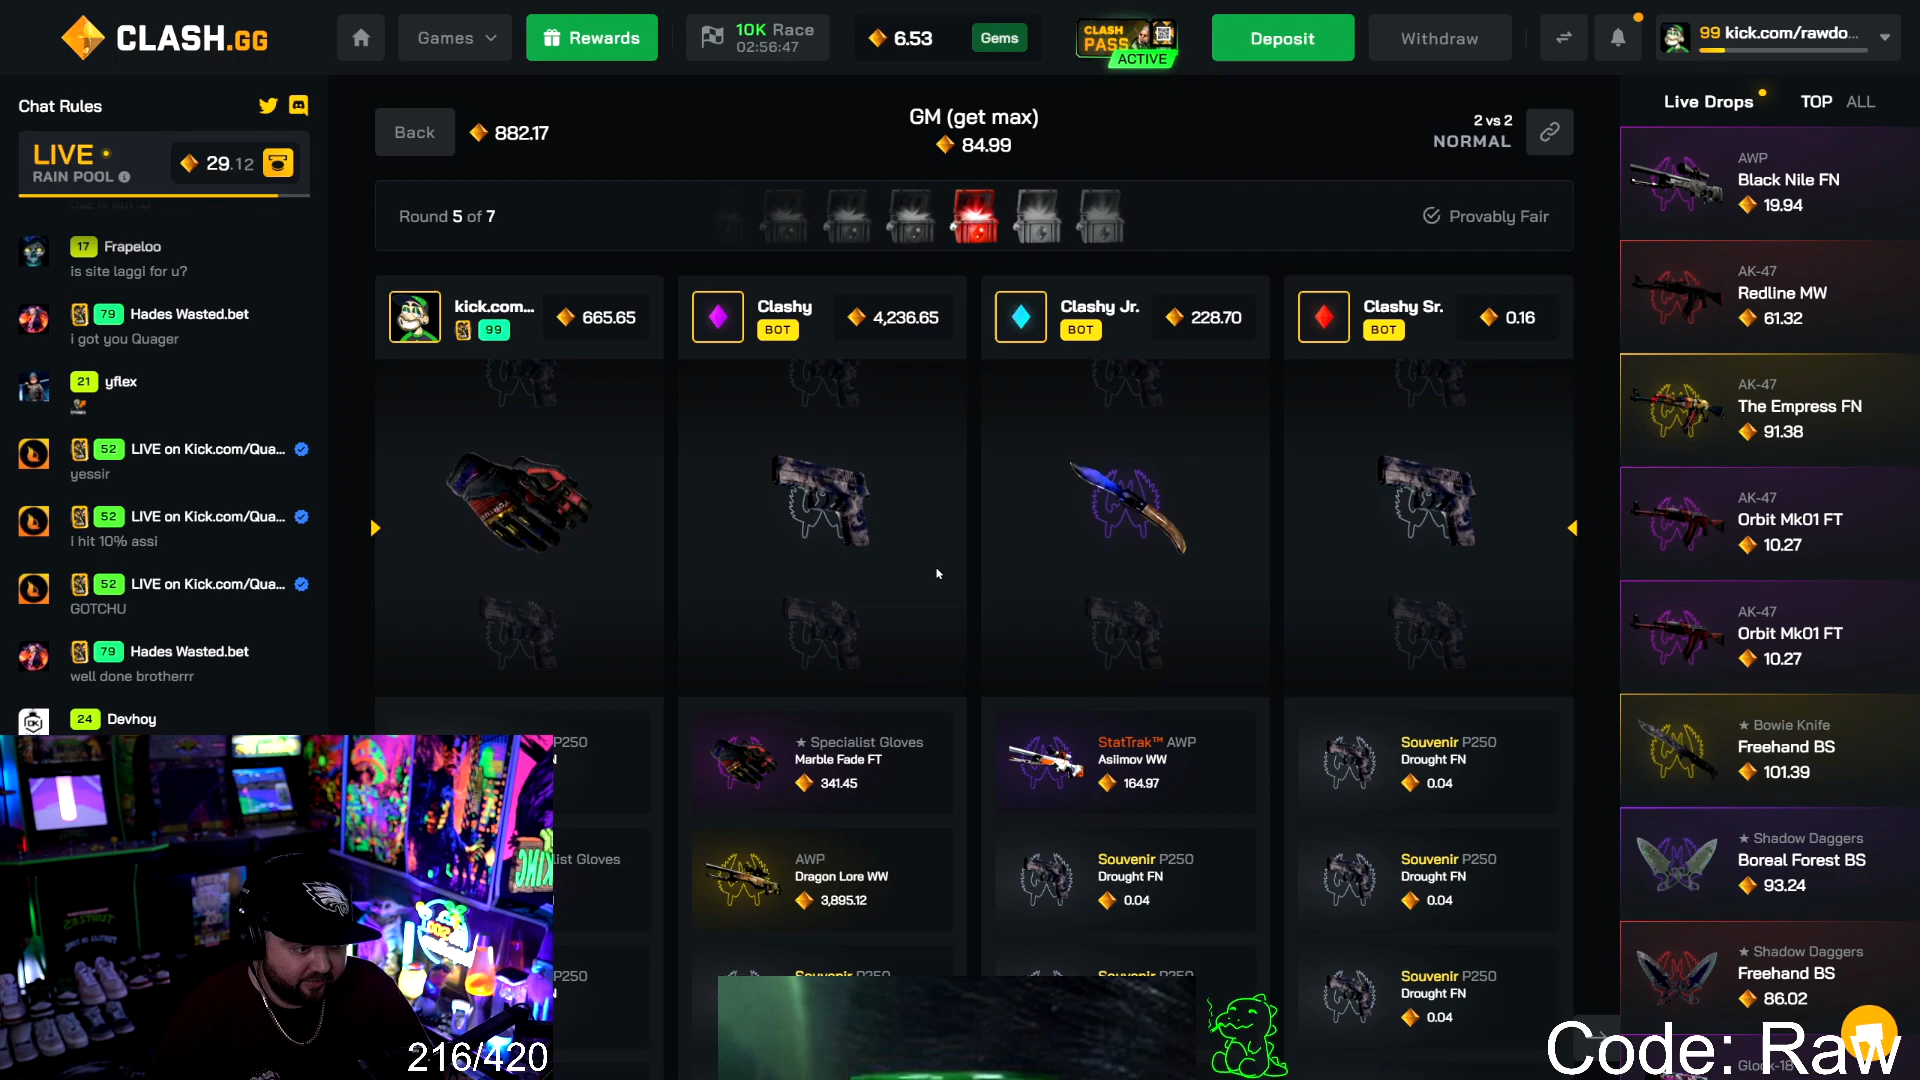 CLASH.GG
Games
Rewards
10K Race
02:56:47
6.53
Gems
CLASH
PASS
ACTIVE
Deposit
Withdraw
99 kick.com/rawdo...
Chat Rules
LIVE
RAIN POOL
29.12
17 Frapeloo
is site laggi for u?
79 Hades Wasted.bet
i got you Quager
21 yflex
52 LIVE on Kick.com/Qua...
yessir
52 LIVE on Kick.com/Qua...
i hit 10% assi
52 LIVE on Kick.com/Qua...
GOTCHU
79 Hades Wasted.bet
well done brotherrr
24 Devhoy
Back
882.17
GM (get max)
84.99
2 vs 2
NORMAL
Round 5 of 7
Provably Fair
kick.com...
99
665.65
Clashy
BOT
4,236.65
Clashy Jr.
BOT
228.70
Clashy Sr.
BOT
0.16
P250
N
list Gloves
P250
N
★ Specialist Gloves
Marble Fade FT
341.45
AWP
Dragon Lore WW
3,895.12
Souvenir P250
StatTrak™ AWP
Asiimov WW
164.97
Souvenir P250
Drought FN
0.04
Souvenir P250
Souvenir P250
Drought FN
0.04
Souvenir P250
Drought FN
0.04
Souvenir P250
Drought FN
0.04
Live Drops
TOP
ALL
AWP
Black Nile FN
19.94
AK-47
Redline MW
61.32
AK-47
The Empress FN
91.38
AK-47
Orbit Mk01 FT
10.27
AK-47
Orbit Mk01 FT
10.27
★ Bowie Knife
Freehand BS
101.39
★ Shadow Daggers
Boreal Forest BS
93.24
★ Shadow Daggers
Freehand BS
86.02
Glock-18
216/420
Code: Raw